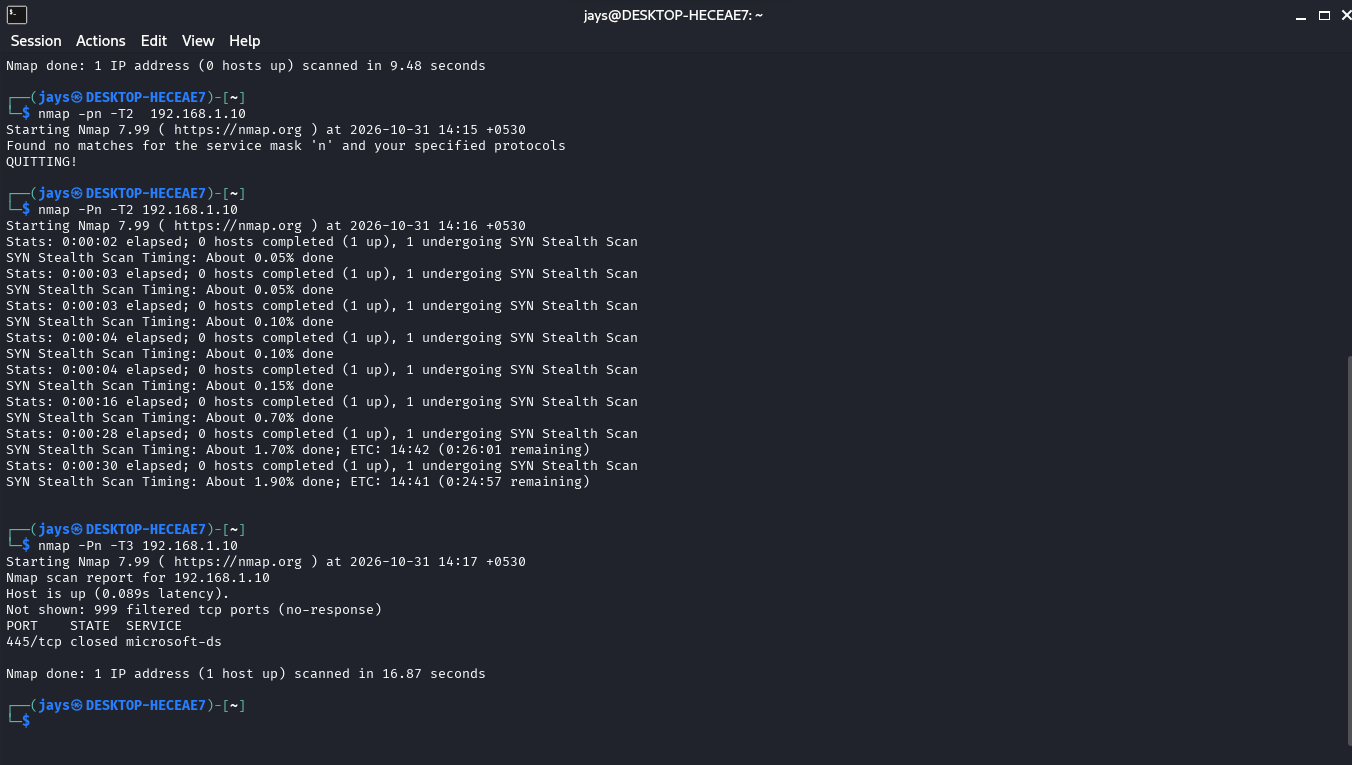 jays@DESKTOP-HECEAE7: ~
Session Actions Edit View Help
Nmap done: 1 IP address (0 hosts up) scanned in 9.48 seconds
┌──(jays㉿DESKTOP-HECEAE7)-[~]
└─$ nmap -pn -T2  192.168.1.10
Starting Nmap 7.99 ( https://nmap.org ) at 2026-10-31 14:15 +0530
Found no matches for the service mask 'n' and your specified protocols
QUITTING!
┌──(jays㉿DESKTOP-HECEAE7)-[~]
└─$ nmap -Pn -T2 192.168.1.10
Starting Nmap 7.99 ( https://nmap.org ) at 2026-10-31 14:16 +0530
Stats: 0:00:02 elapsed; 0 hosts completed (1 up), 1 undergoing SYN Stealth Scan
SYN Stealth Scan Timing: About 0.05% done
Stats: 0:00:03 elapsed; 0 hosts completed (1 up), 1 undergoing SYN Stealth Scan
SYN Stealth Scan Timing: About 0.05% done
Stats: 0:00:03 elapsed; 0 hosts completed (1 up), 1 undergoing SYN Stealth Scan
SYN Stealth Scan Timing: About 0.10% done
Stats: 0:00:04 elapsed; 0 hosts completed (1 up), 1 undergoing SYN Stealth Scan
SYN Stealth Scan Timing: About 0.10% done
Stats: 0:00:04 elapsed; 0 hosts completed (1 up), 1 undergoing SYN Stealth Scan
SYN Stealth Scan Timing: About 0.15% done
Stats: 0:00:16 elapsed; 0 hosts completed (1 up), 1 undergoing SYN Stealth Scan
SYN Stealth Scan Timing: About 0.70% done
Stats: 0:00:28 elapsed; 0 hosts completed (1 up), 1 undergoing SYN Stealth Scan
SYN Stealth Scan Timing: About 1.70% done; ETC: 14:42 (0:26:01 remaining)
Stats: 0:00:30 elapsed; 0 hosts completed (1 up), 1 undergoing SYN Stealth Scan
SYN Stealth Scan Timing: About 1.90% done; ETC: 14:41 (0:24:57 remaining)
┌──(jays㉿DESKTOP-HECEAE7)-[~]
└─$ nmap -Pn -T3 192.168.1.10
Starting Nmap 7.99 ( https://nmap.org ) at 2026-10-31 14:17 +0530
Nmap scan report for 192.168.1.10
Host is up (0.089s latency).
Not shown: 999 filtered tcp ports (no-response)
PORT    STATE  SERVICE
445/tcp closed microsoft-ds
Nmap done: 1 IP address (1 host up) scanned in 16.87 seconds
┌──(jays㉿DESKTOP-HECEAE7)-[~]
└─$